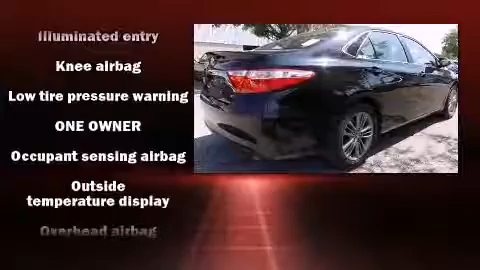 Illuminated entry
Knee airbag
Low tire pressure warning
ONE OWNER
Occupant sensing airbag
Outside
temperature display
Overhead airbag